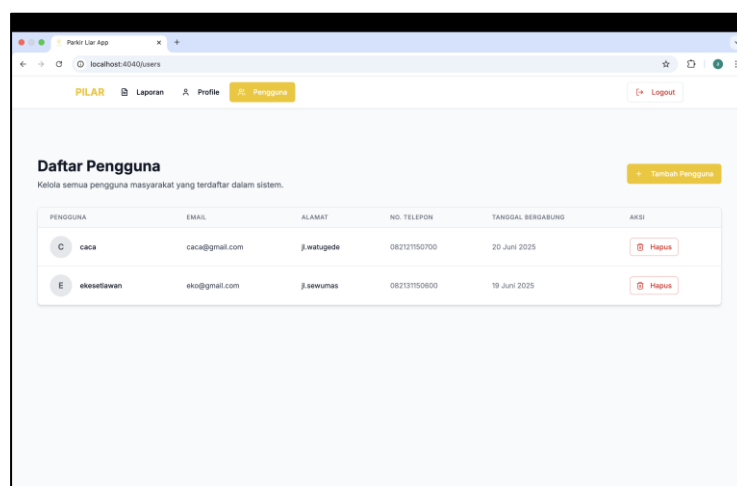 Parkir Liar App
localhost:4040/users
PILAR Laporan Profile Pengguna Logout
Daftar Pengguna
Kelola semua pengguna masyarakat yang terdaftar dalam sistem.
+ Tambah Pengguna
PENGGUNA EMAIL ALAMAT NO. TELEPON TANGGAL BERGABUNG AKSI
C caca caca@gmail.com jl.watugede 082121150700 20 Juni 2025 Hapus
E ekesetiawan eko@gmail.com jl.sewumas 082131150600 19 Juni 2025 Hapus